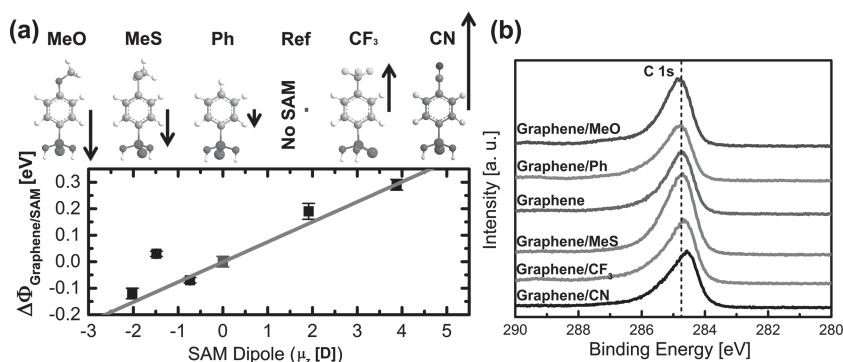 (a) MeO MeS Ph Ref CF₃ CN
No SAM
ΔΦGraphene/SAM [eV]
0.3
0.2
0.1
0.0
-0.1
-0.2
-3 -2 -1 0 1 2 3 4 5
SAM Dipole (μz [D])
(b)
C 1s
Graphene/MeO
Graphene/Ph
Graphene
Graphene/MeS
Graphene/CF₃
Graphene/CN
Intensity [a. u.]
290 288 286 284 282 280
Binding Energy [eV]